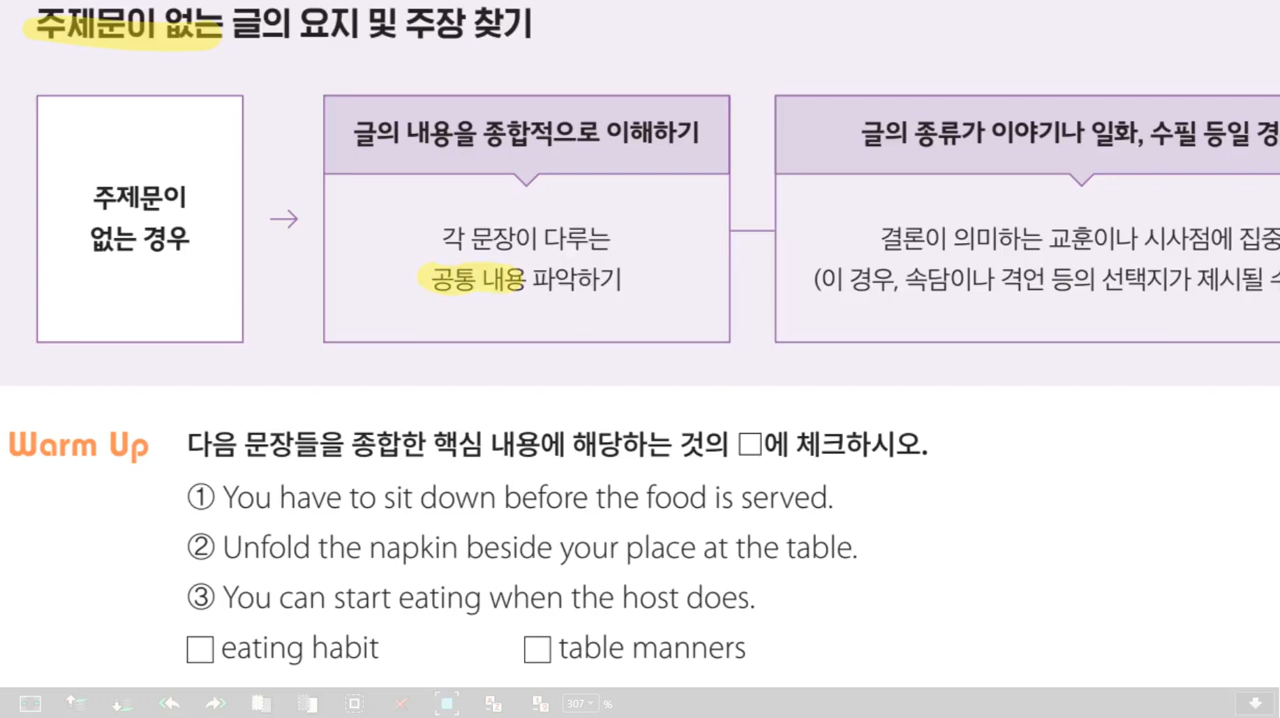 주제문이 없는 글의 요지 및 주장 찾기
주제문이
없는 경우
글의 내용을 종합적으로 이해하기
각 문장이 다루는
공통 내용 파악하기
글의 종류가 이야기나 일화, 수필 등일 경
결론이 의미하는 교훈이나 시사점에 집중
(이 경우, 속담이나 격언 등의 선택지가 제시될
Warm Up 다음 문장들을 종합한 핵심 내용에 해당하는 것의 □에 체크하시오.
① You have to sit down before the food is served.
② Unfold the napkin beside your place at the table.
③ You can start eating when the host does.
□ eating habit □ table manners
307 %